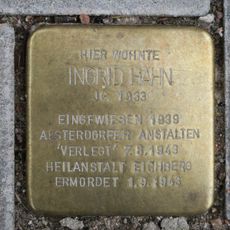 HIER WOHNTE
INGRID HAHN
JG. 1933
EINGEWIESEN 1939
ALSTERDORFER ANSTALTEN
'VERLEGT' 7.8.1943
HEILANSTALT EICHBERG
ERMORDET 1.9.1943